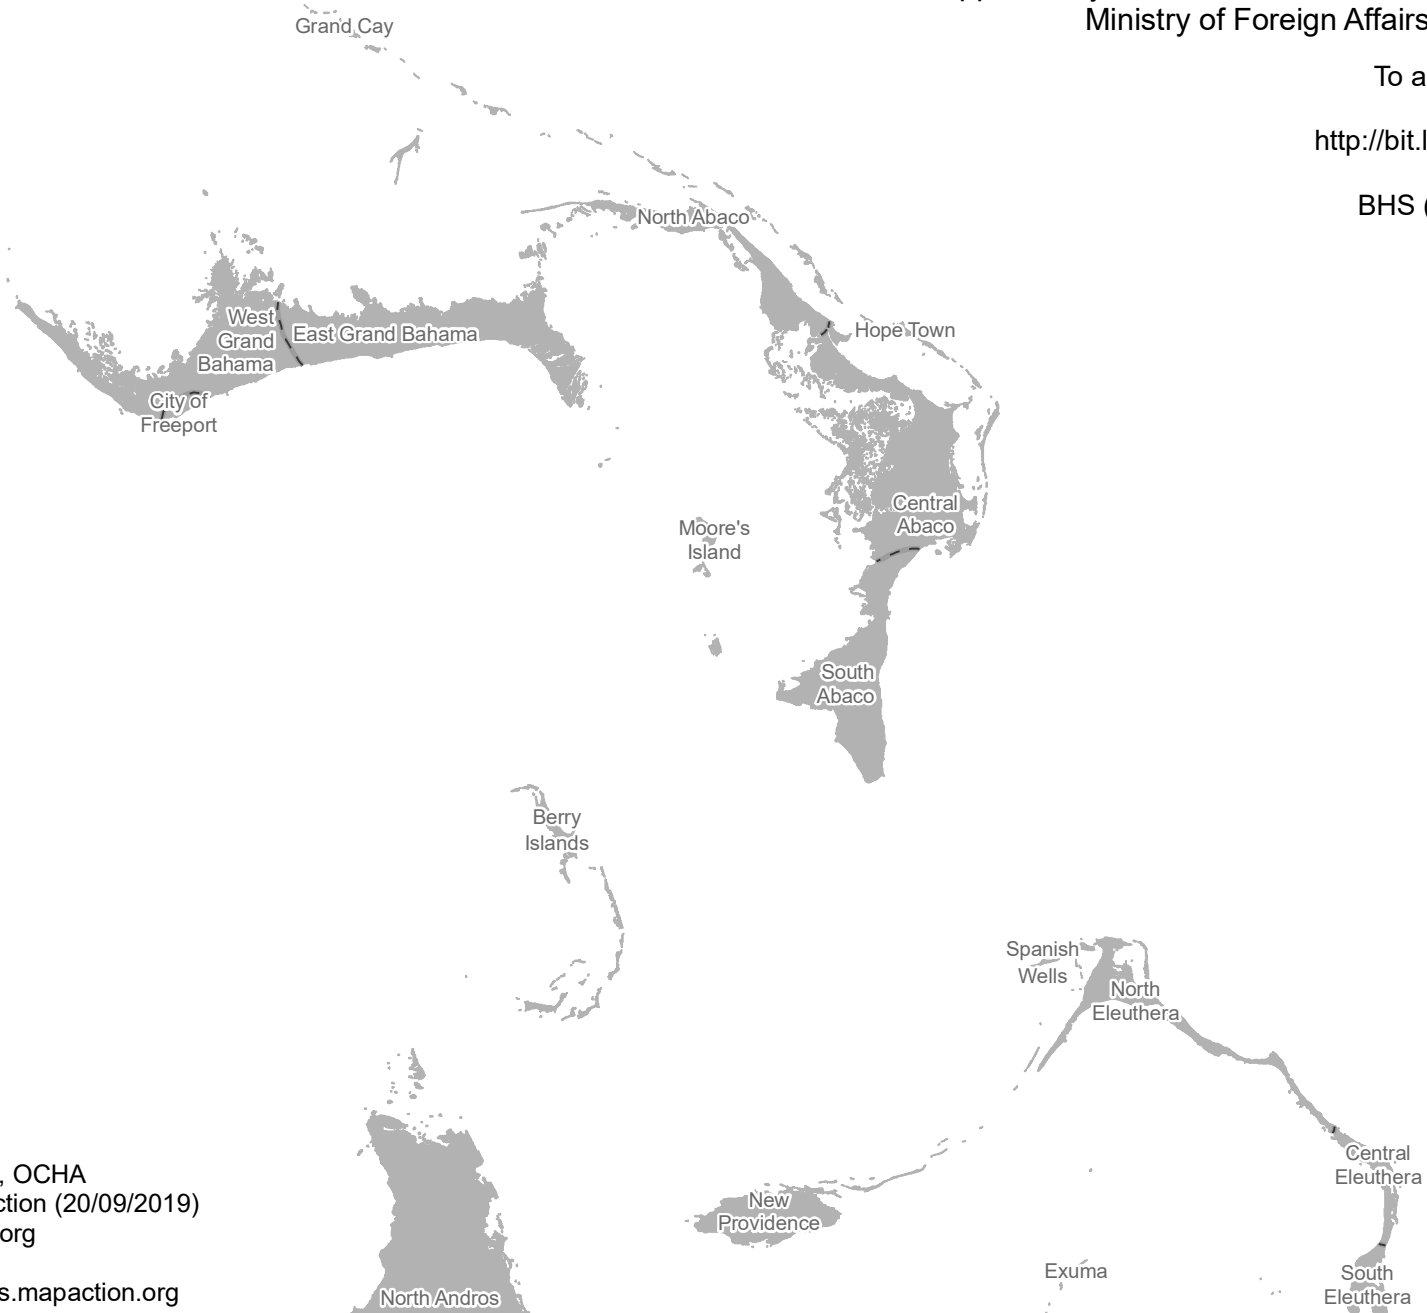 Grand Cay
Ministry of Foreign Affairs
To a
http://bit.l
BHS (
North Abaco
West
Grand
Bahama
East Grand Bahama
Hope Town
City of
Freeport
Central
Abaco
Moore's
Island
South
Abaco
Berry
Islands
Spanish
Wells
North
Eleuthera
Central
Eleuthera
, OCHA
ction (20/09/2019)
org
s.mapaction.org
New
Providence
Exuma
South
Eleuthera
North Andros